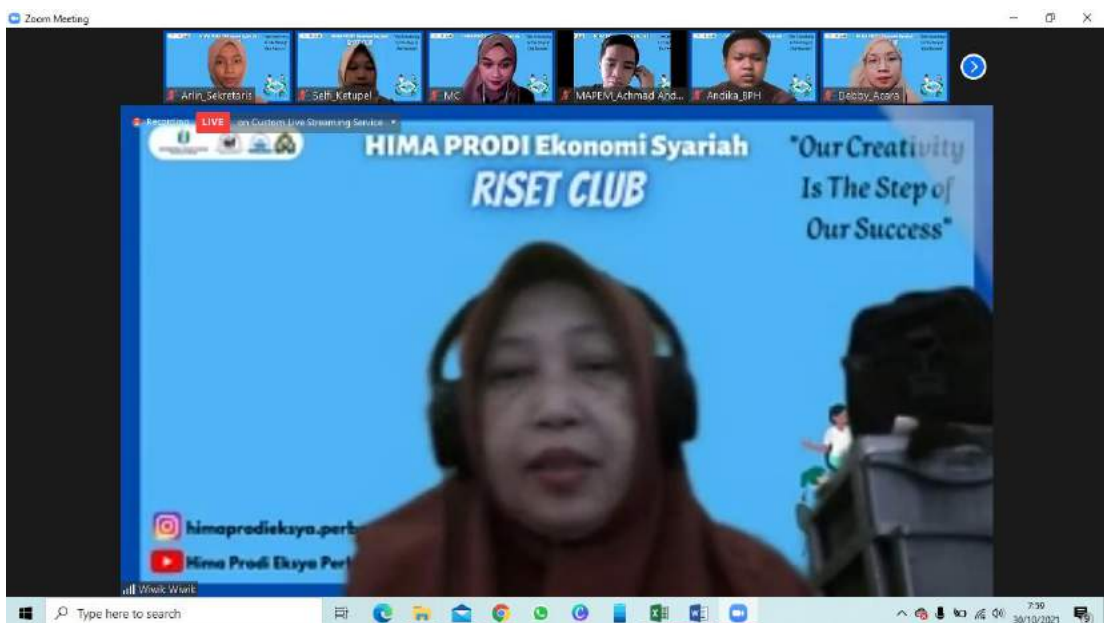 Zoom Meeting
Arin_Sekretaris
Selfi_Ketupel
MC
MAPEM_Achmad And...
Andika_BPH
Debby_Acara
Recording
LIVE
on Custom Live Streaming Service
HIMA PRODI Ekonomi Syariah
RISET CLUB
"Our Creativity
Is The Step of
Our Success"
himaprodieksya.perb
Hima Prodi Eksya Per
Wiwik Wiwik
Type here to search
7:59
30/10/2021